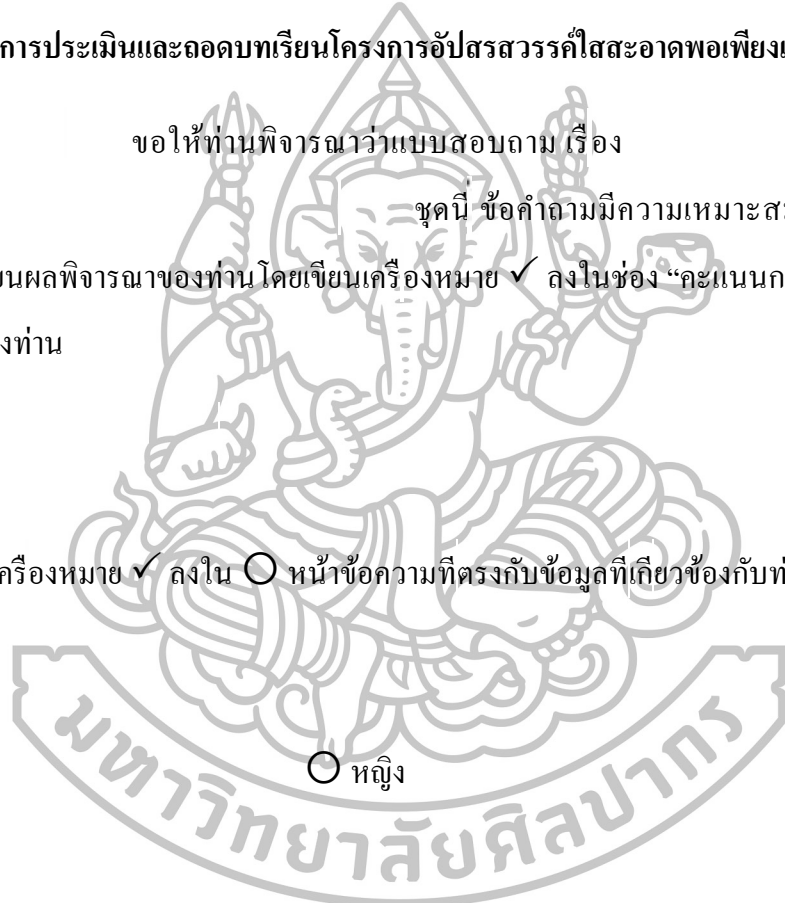 การประเมินและถอดบทเรียนโครงการอัปสรสวรรค์ใสสะอาดพอเพียงเ
ขอให้ท่านพิจารณาว่าแบบสอบถาม เรื่อง
ชุดนี้ ข้อคำถามมีความเหมาะส
ยนผลพิจารณาของท่านโดยเขียนเครื่องหมาย ✓ ลงในช่อง “คะแนนก
งท่าน
ครื่องหมาย ✓ ลงใน ○ หน้าข้อความที่ตรงกับข้อมูลที่เกี่ยวข้องกับท่
○ หญิง
มหาวิทยาลัยศิลปากร